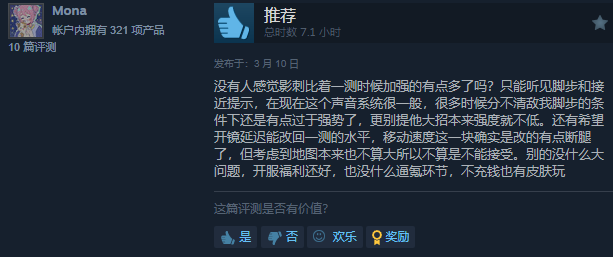 Mona
帐户内拥有 321 项产品
10 篇评测
推荐
总时数 7.1 小时
发布于：3 月 10 日
没有人感觉影刺比着一测时候加强的有点多了吗？只能听见脚步和接
近提示，在现在这个声音系统很一般，很多时候分不清敌我脚步的条
件下还是有点过于强势了，更别提他大招本来强度就不低。还有希望
开镜延迟能改回一测的水平，移动速度这一块确实是改的有点断腿
了，但考虑到地图本来也不算大所以不算是不能接受。别的没什么大
问题，开服福利还好，也没什么逼氪环节，不充钱也有皮肤玩
这篇评测是否有价值？
是 否 欢乐 奖励